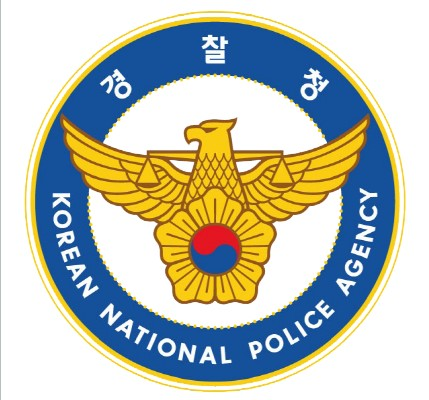 경찰청
KOREAN NATIONAL POLICE AGENCY